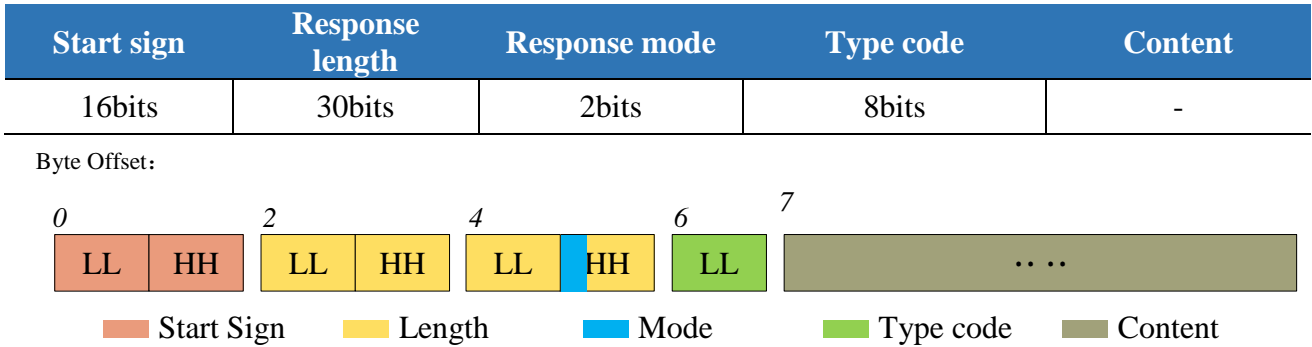 Start sign Response length Response mode Type code Content
16bits 30bits 2bits 8bits -
Byte Offset：
0 2 4 6 7
LL HH LL HH LL HH LL .. ..
Start Sign Length Mode Type code Content